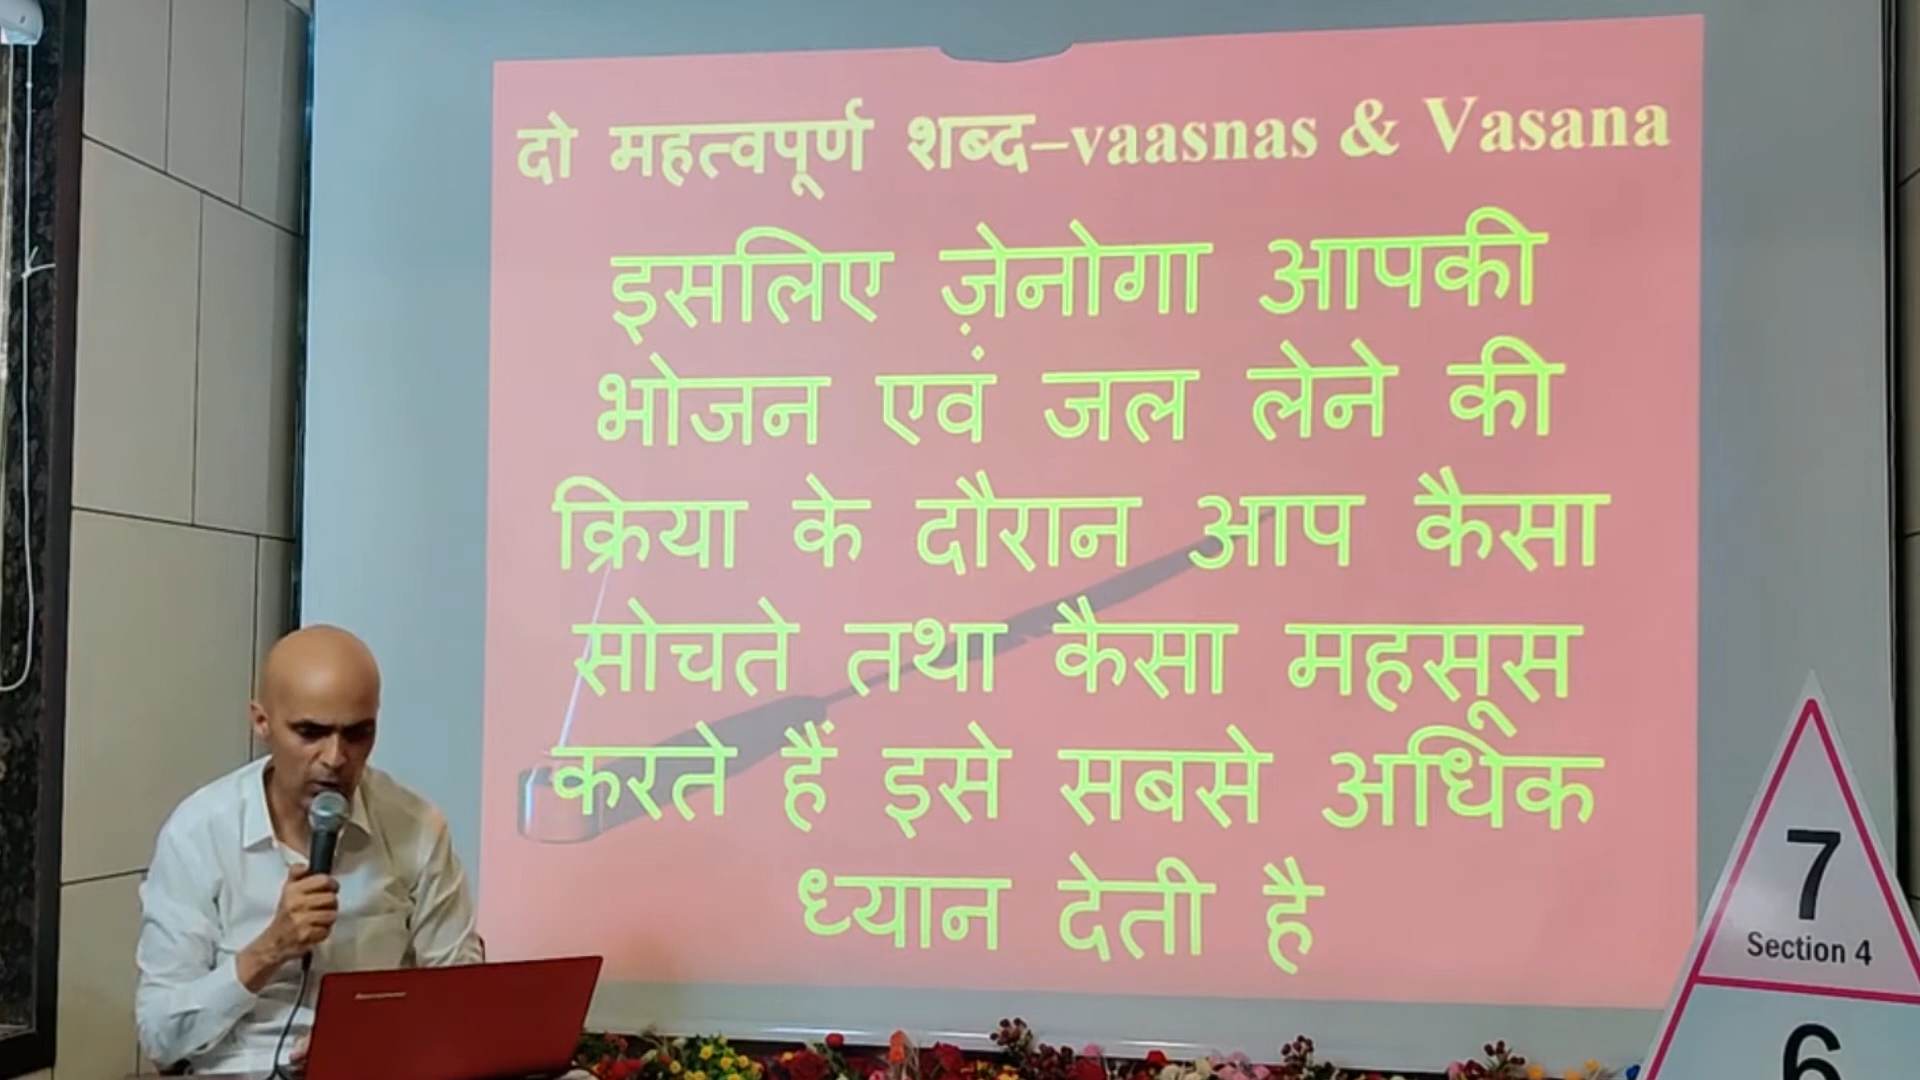 दो महत्वपूर्ण शब्द–vaasnas & Vasana
इसलिए ज़ेनोगा आपकी
भोजन एवं जल लेने की
क्रिया के दौरान आप कैसा
सोचते तथा कैसा महसूस
करते हैं इसे सबसे अधिक
ध्यान देती है
7
Section 4
6